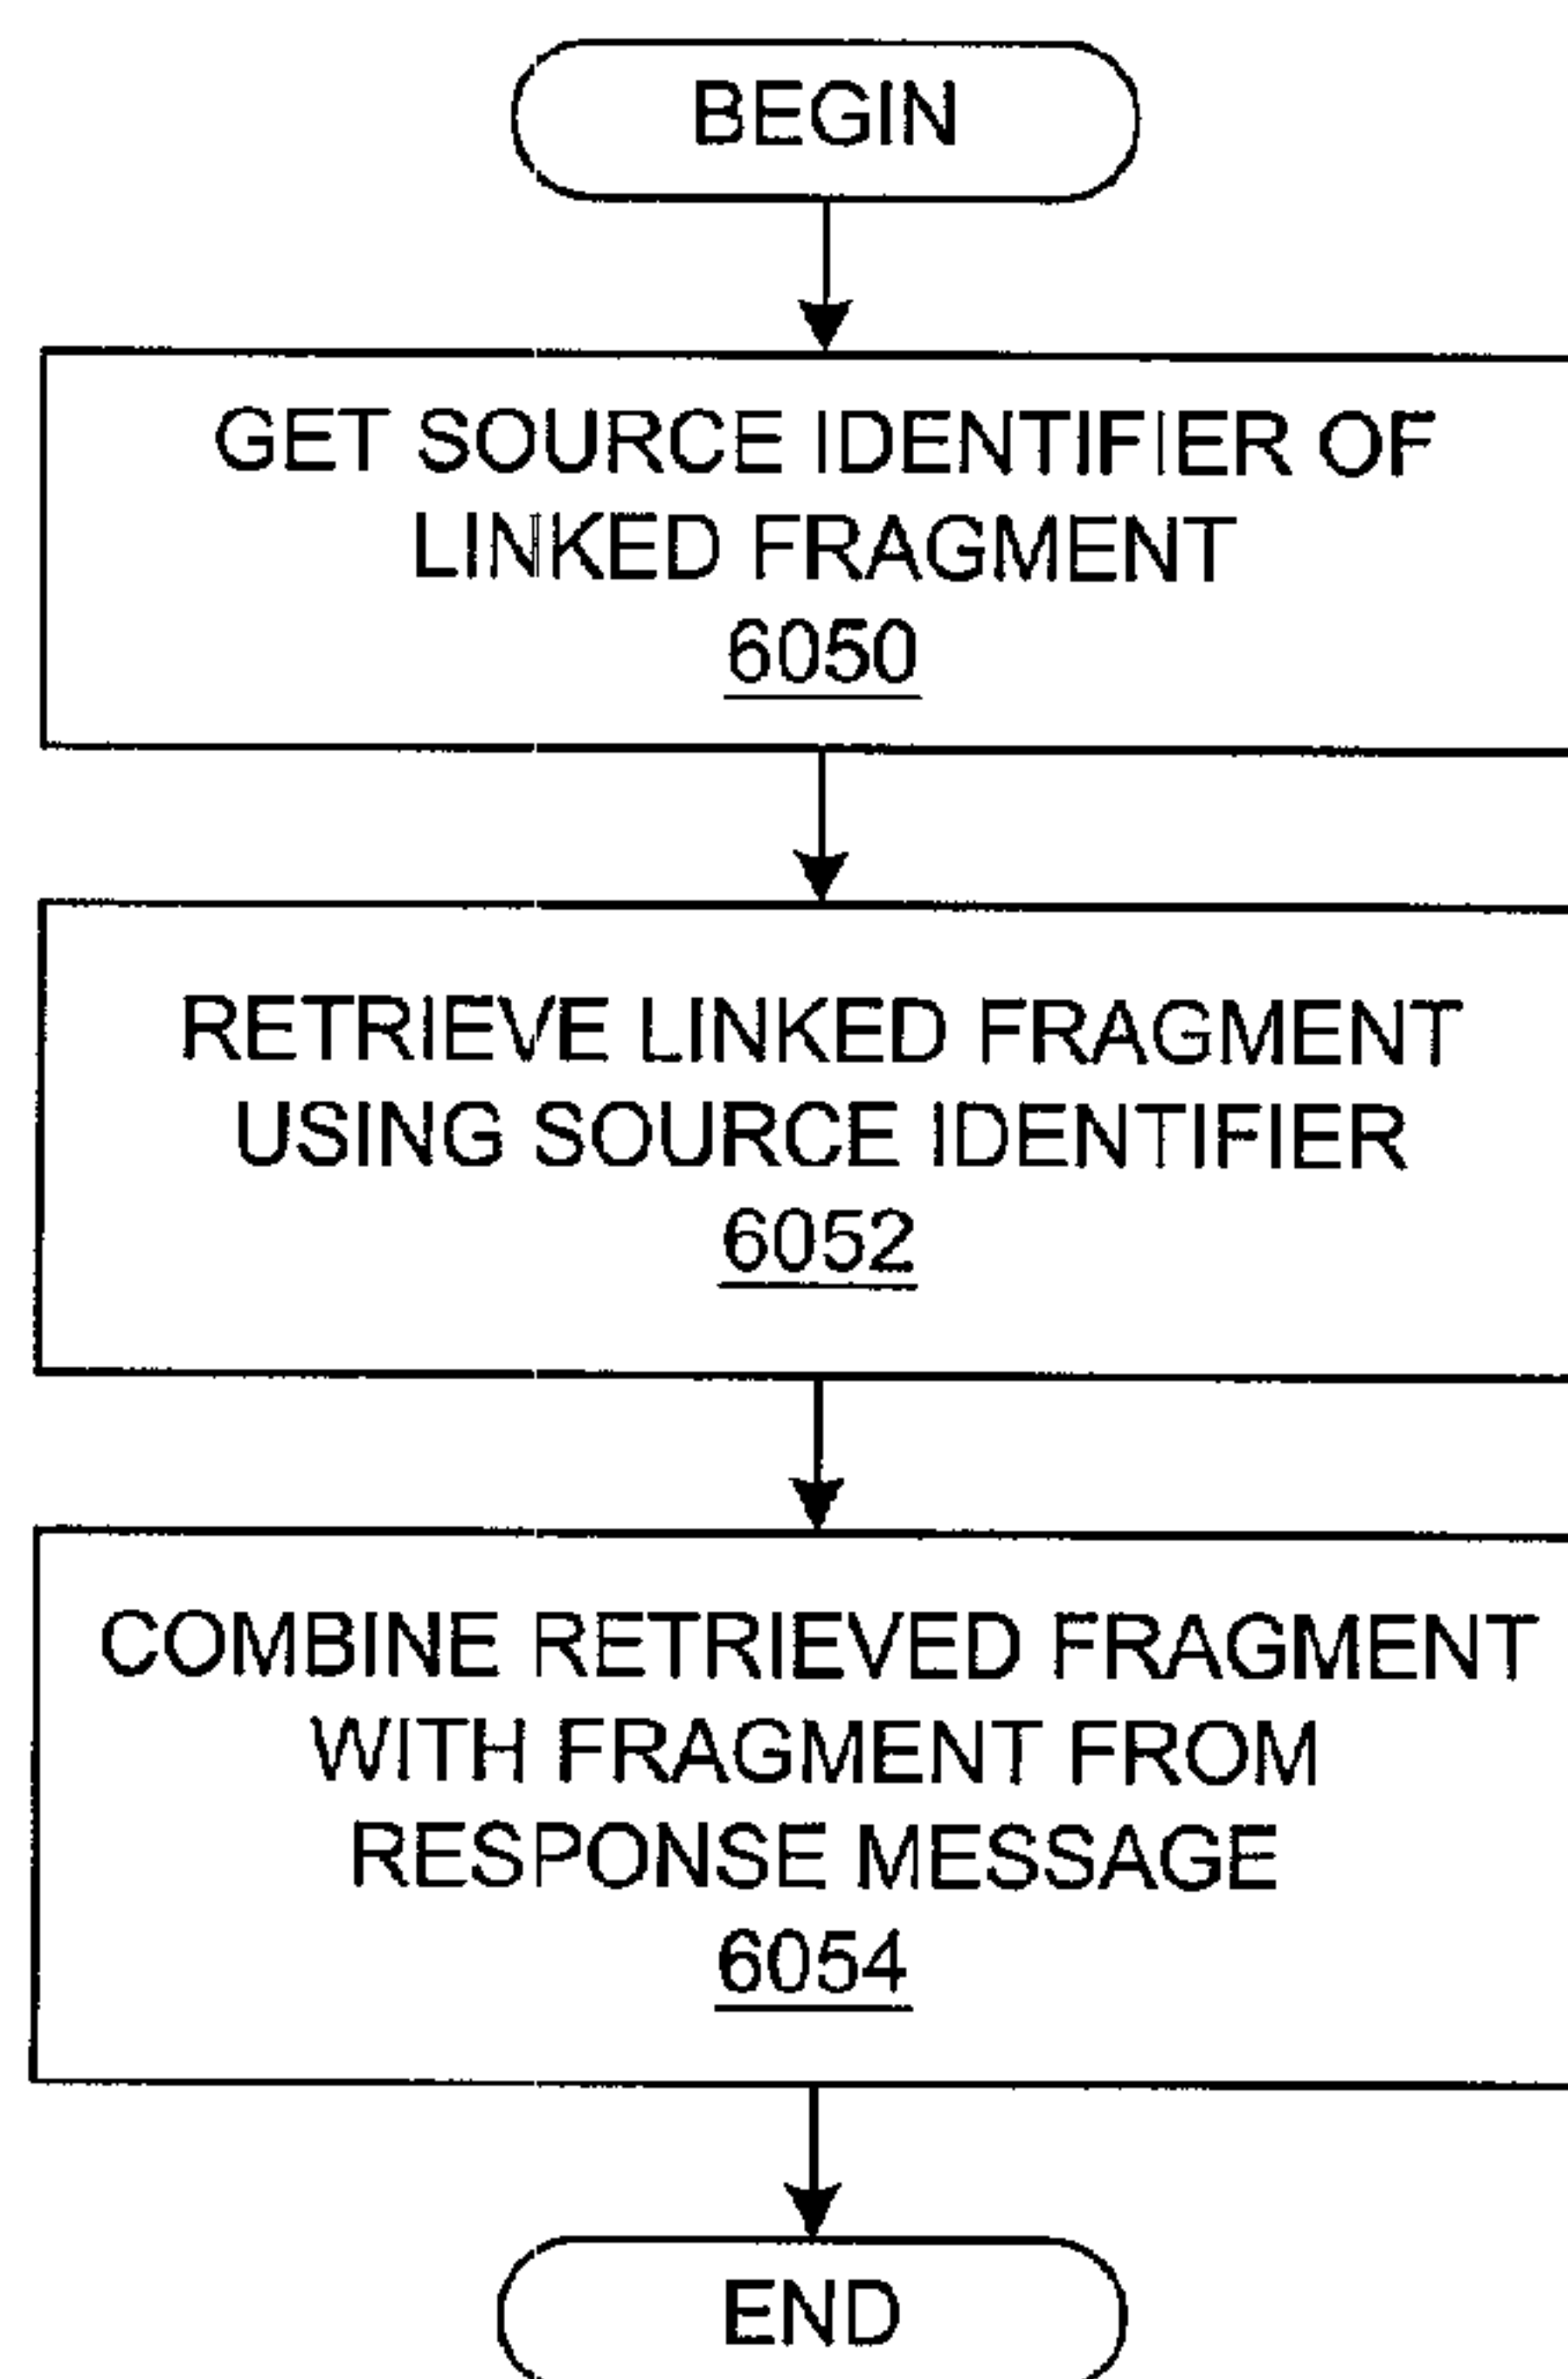 BEGIN
GET SOURCE IDENTIFIER OF
LINKED FRAGMENT
6050
RETRIEVE LINKED FRAGMENT
USING SOURCE IDENTIFIER
6052
COMBINE RETRIEVED FRAGMENT
WITH FRAGMENT FROM
RESPONSE MESSAGE
6054
END